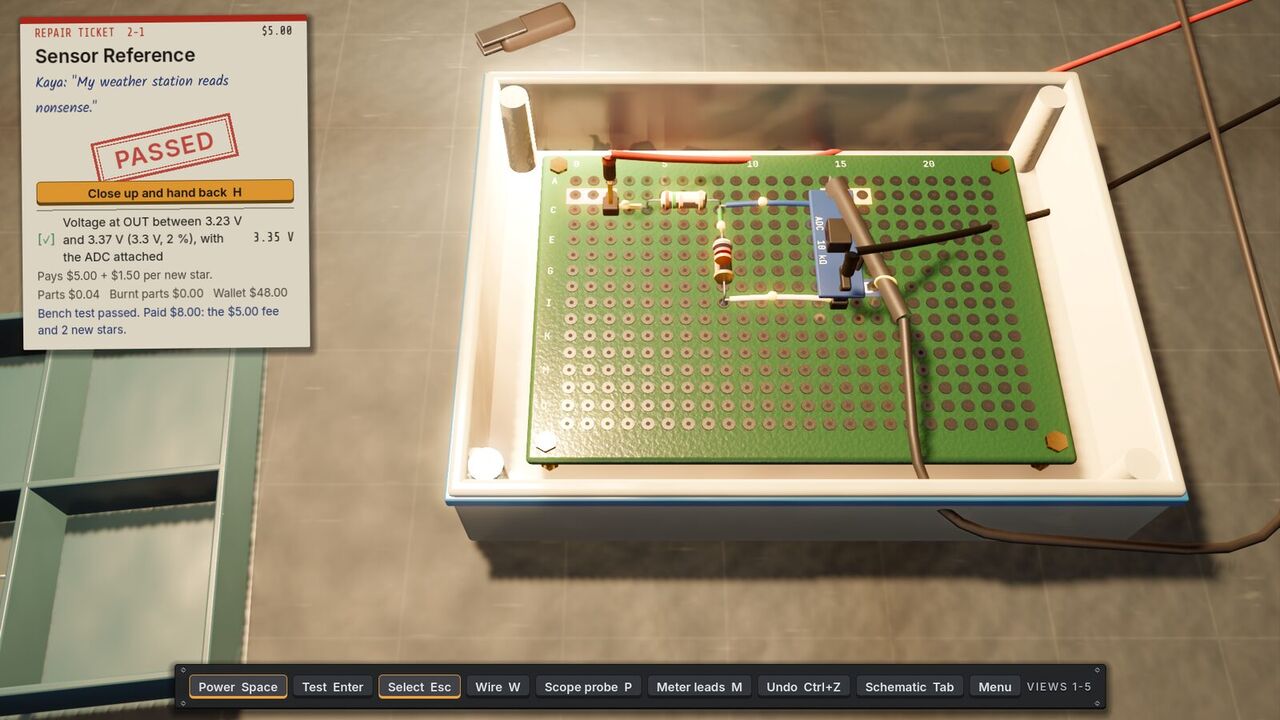 REPAIR TICKET 2-1 $5.00
Sensor Reference
Kaya: "My weather station reads
nonsense."
PASSED
Close up and hand back H
Voltage at OUT between 3.23 V
[✓] and 3.37 V (3.3 V, 2 %), with 3.35 V
the ADC attached
Pays $5.00 + $1.50 per new star.
Parts $0.04 Burnt parts $0.00 Wallet $48.00
Bench test passed. Paid $8.00: the $5.00 fee
and 2 new stars.
0 5 10 15 20
A
C
E
G
I
K
ADC 10 kΩ
Power Space Test Enter Select Esc Wire W Scope probe P Meter leads M Undo Ctrl+Z Schematic Tab Menu VIEWS 1-5